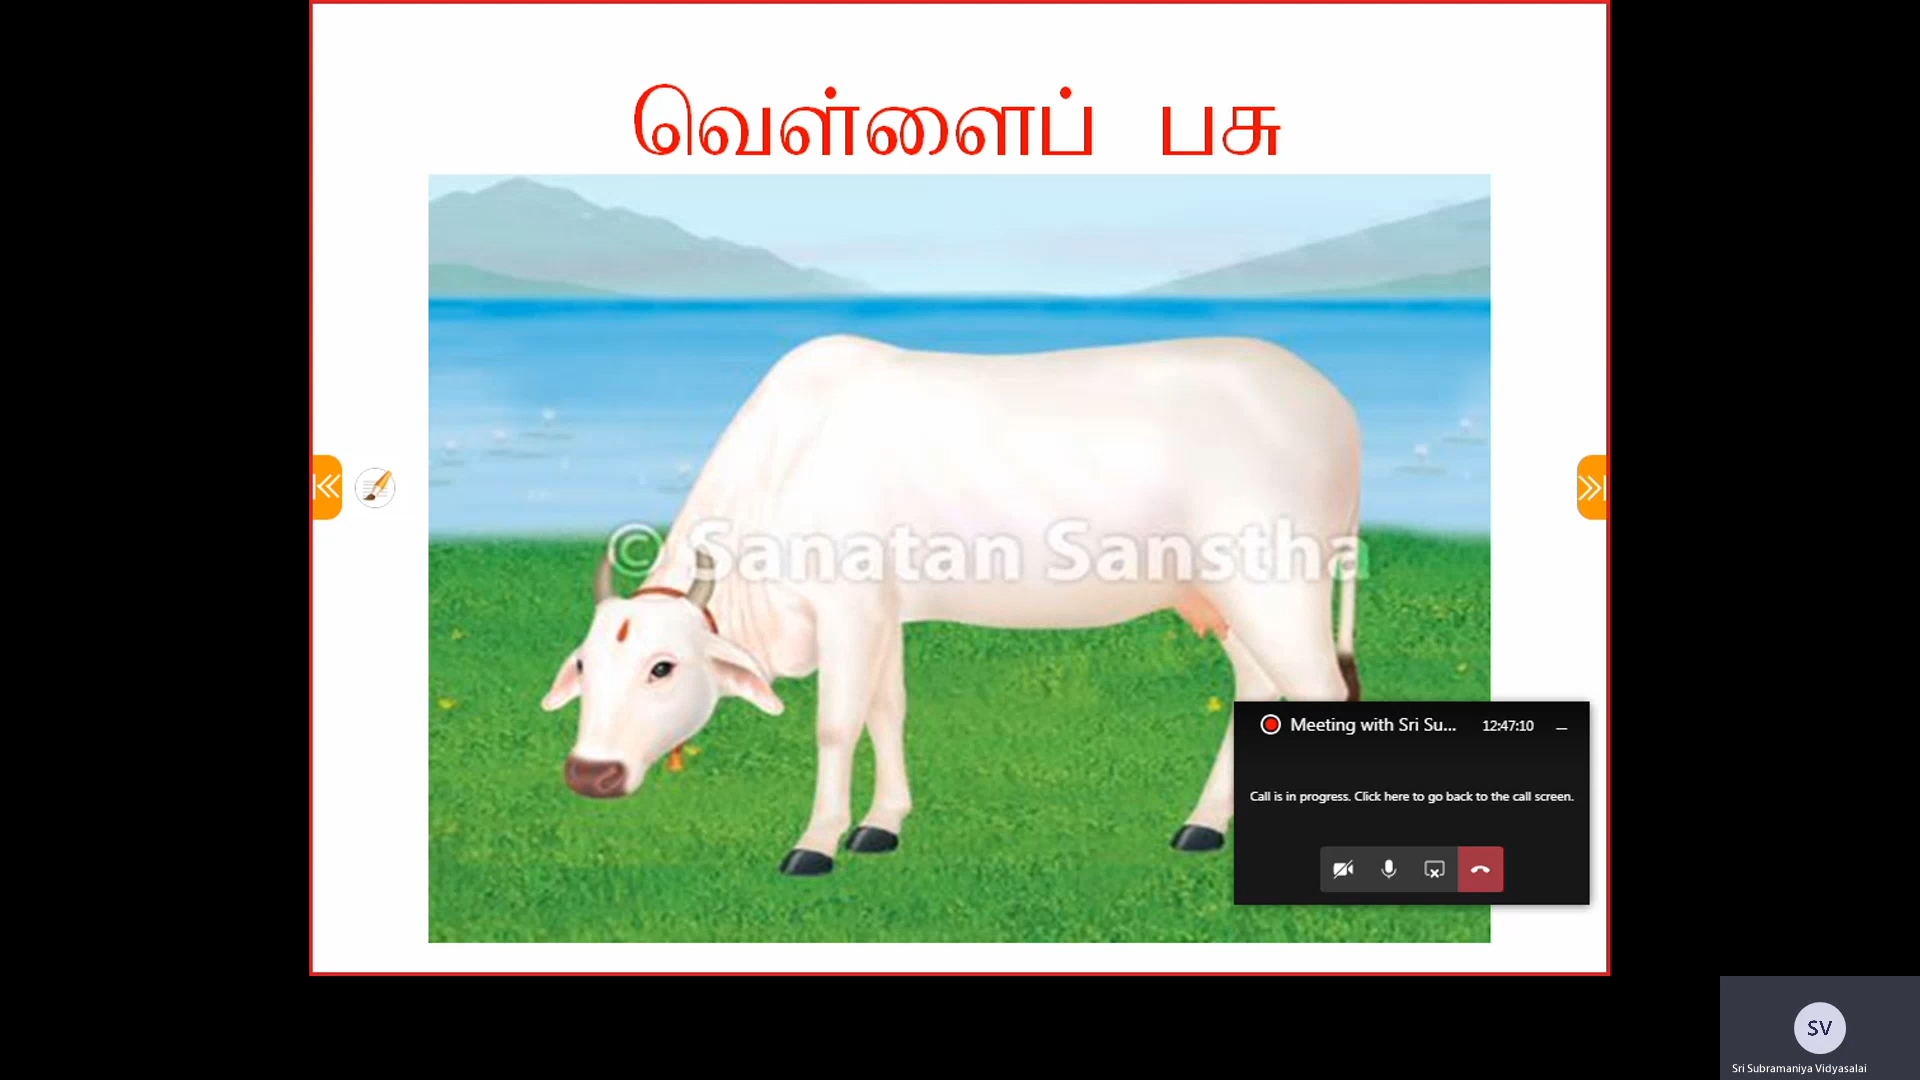 வெள்ளைப் பசு
© Sanatan Sanstha
Meeting with Sri Su... 12:47:10
Call is in progress. Click here to go back to the call screen.
SV
Sri Subramaniya Vidyasalai